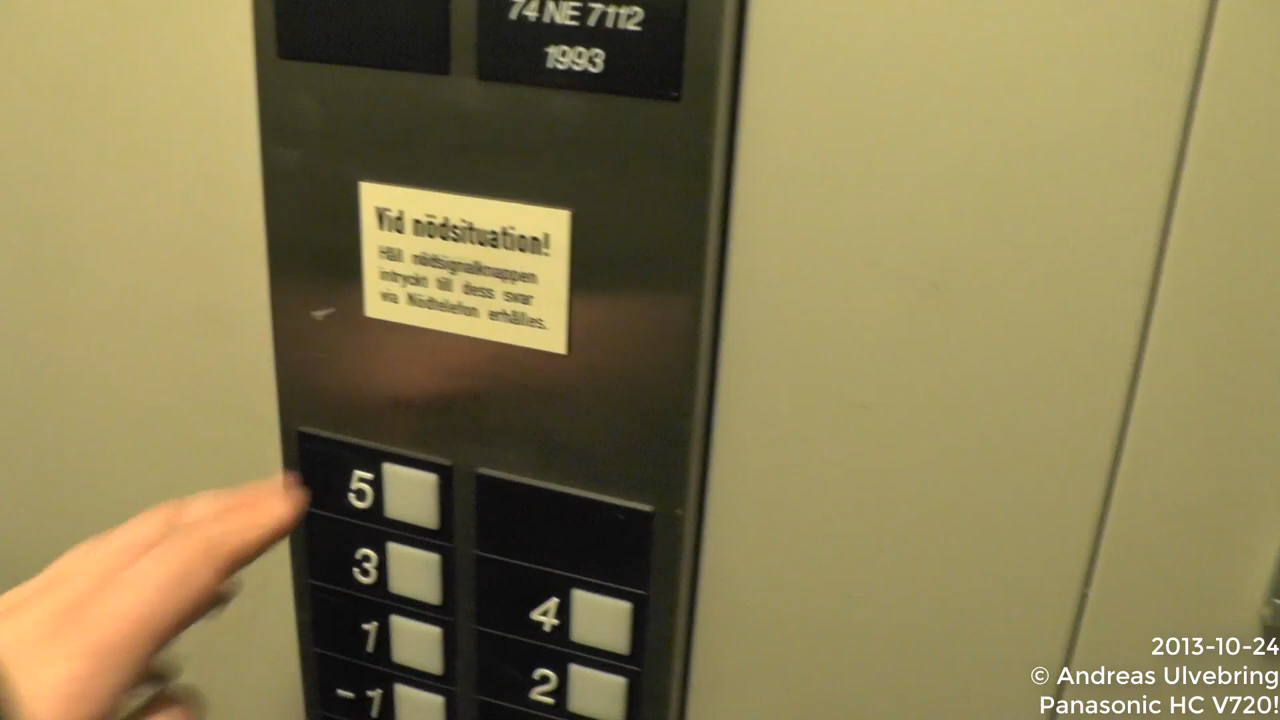 74 NE 7112
1993
Vid nödsituation!
Håll nödsignalknappen
intryckt till dess svar
via Nödtelefon erhålles.
5
3
4
1
2
-1
2013-10-24
© Andreas Ulvebring
Panasonic HC V720!